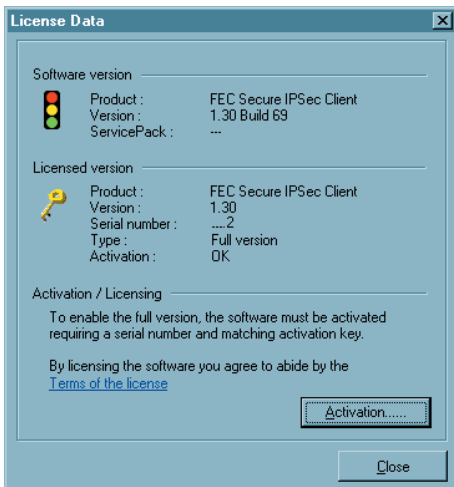 License Data
Software version
Product : FEC Secure IPSec Client
Version : 1.30 Build 69
ServicePack : ---
Licensed version
Product : FEC Secure IPSec Client
Version : 1.30
Serial number : ....2
Type : Full version
Activation : OK
Activation / Licensing
To enable the full version, the software must be activated
requiring a serial number and matching activation key.
By licensing the software you agree to abide by the
Terms of the license
Activation......
Close